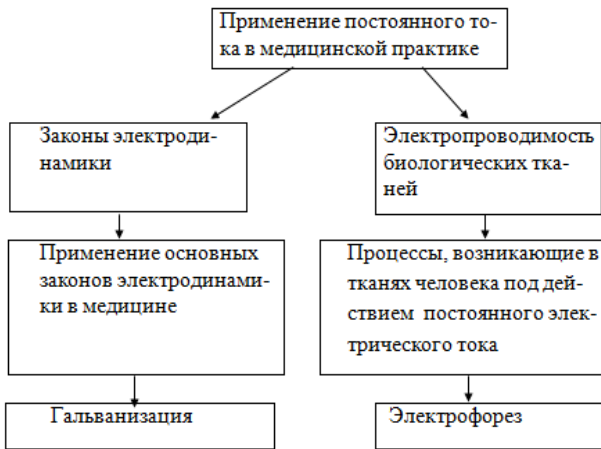 Применение постоянного то-
ка в медицинской практике
Законы электроди-
намики
Электропроводимость
биологических тка-
ней
Применение основных
законов электродинами-
ки в медицине
Процессы, возникающие в
тканях человека под дей-
ствием постоянного элек-
трического тока
Гальванизация
Электрофорез